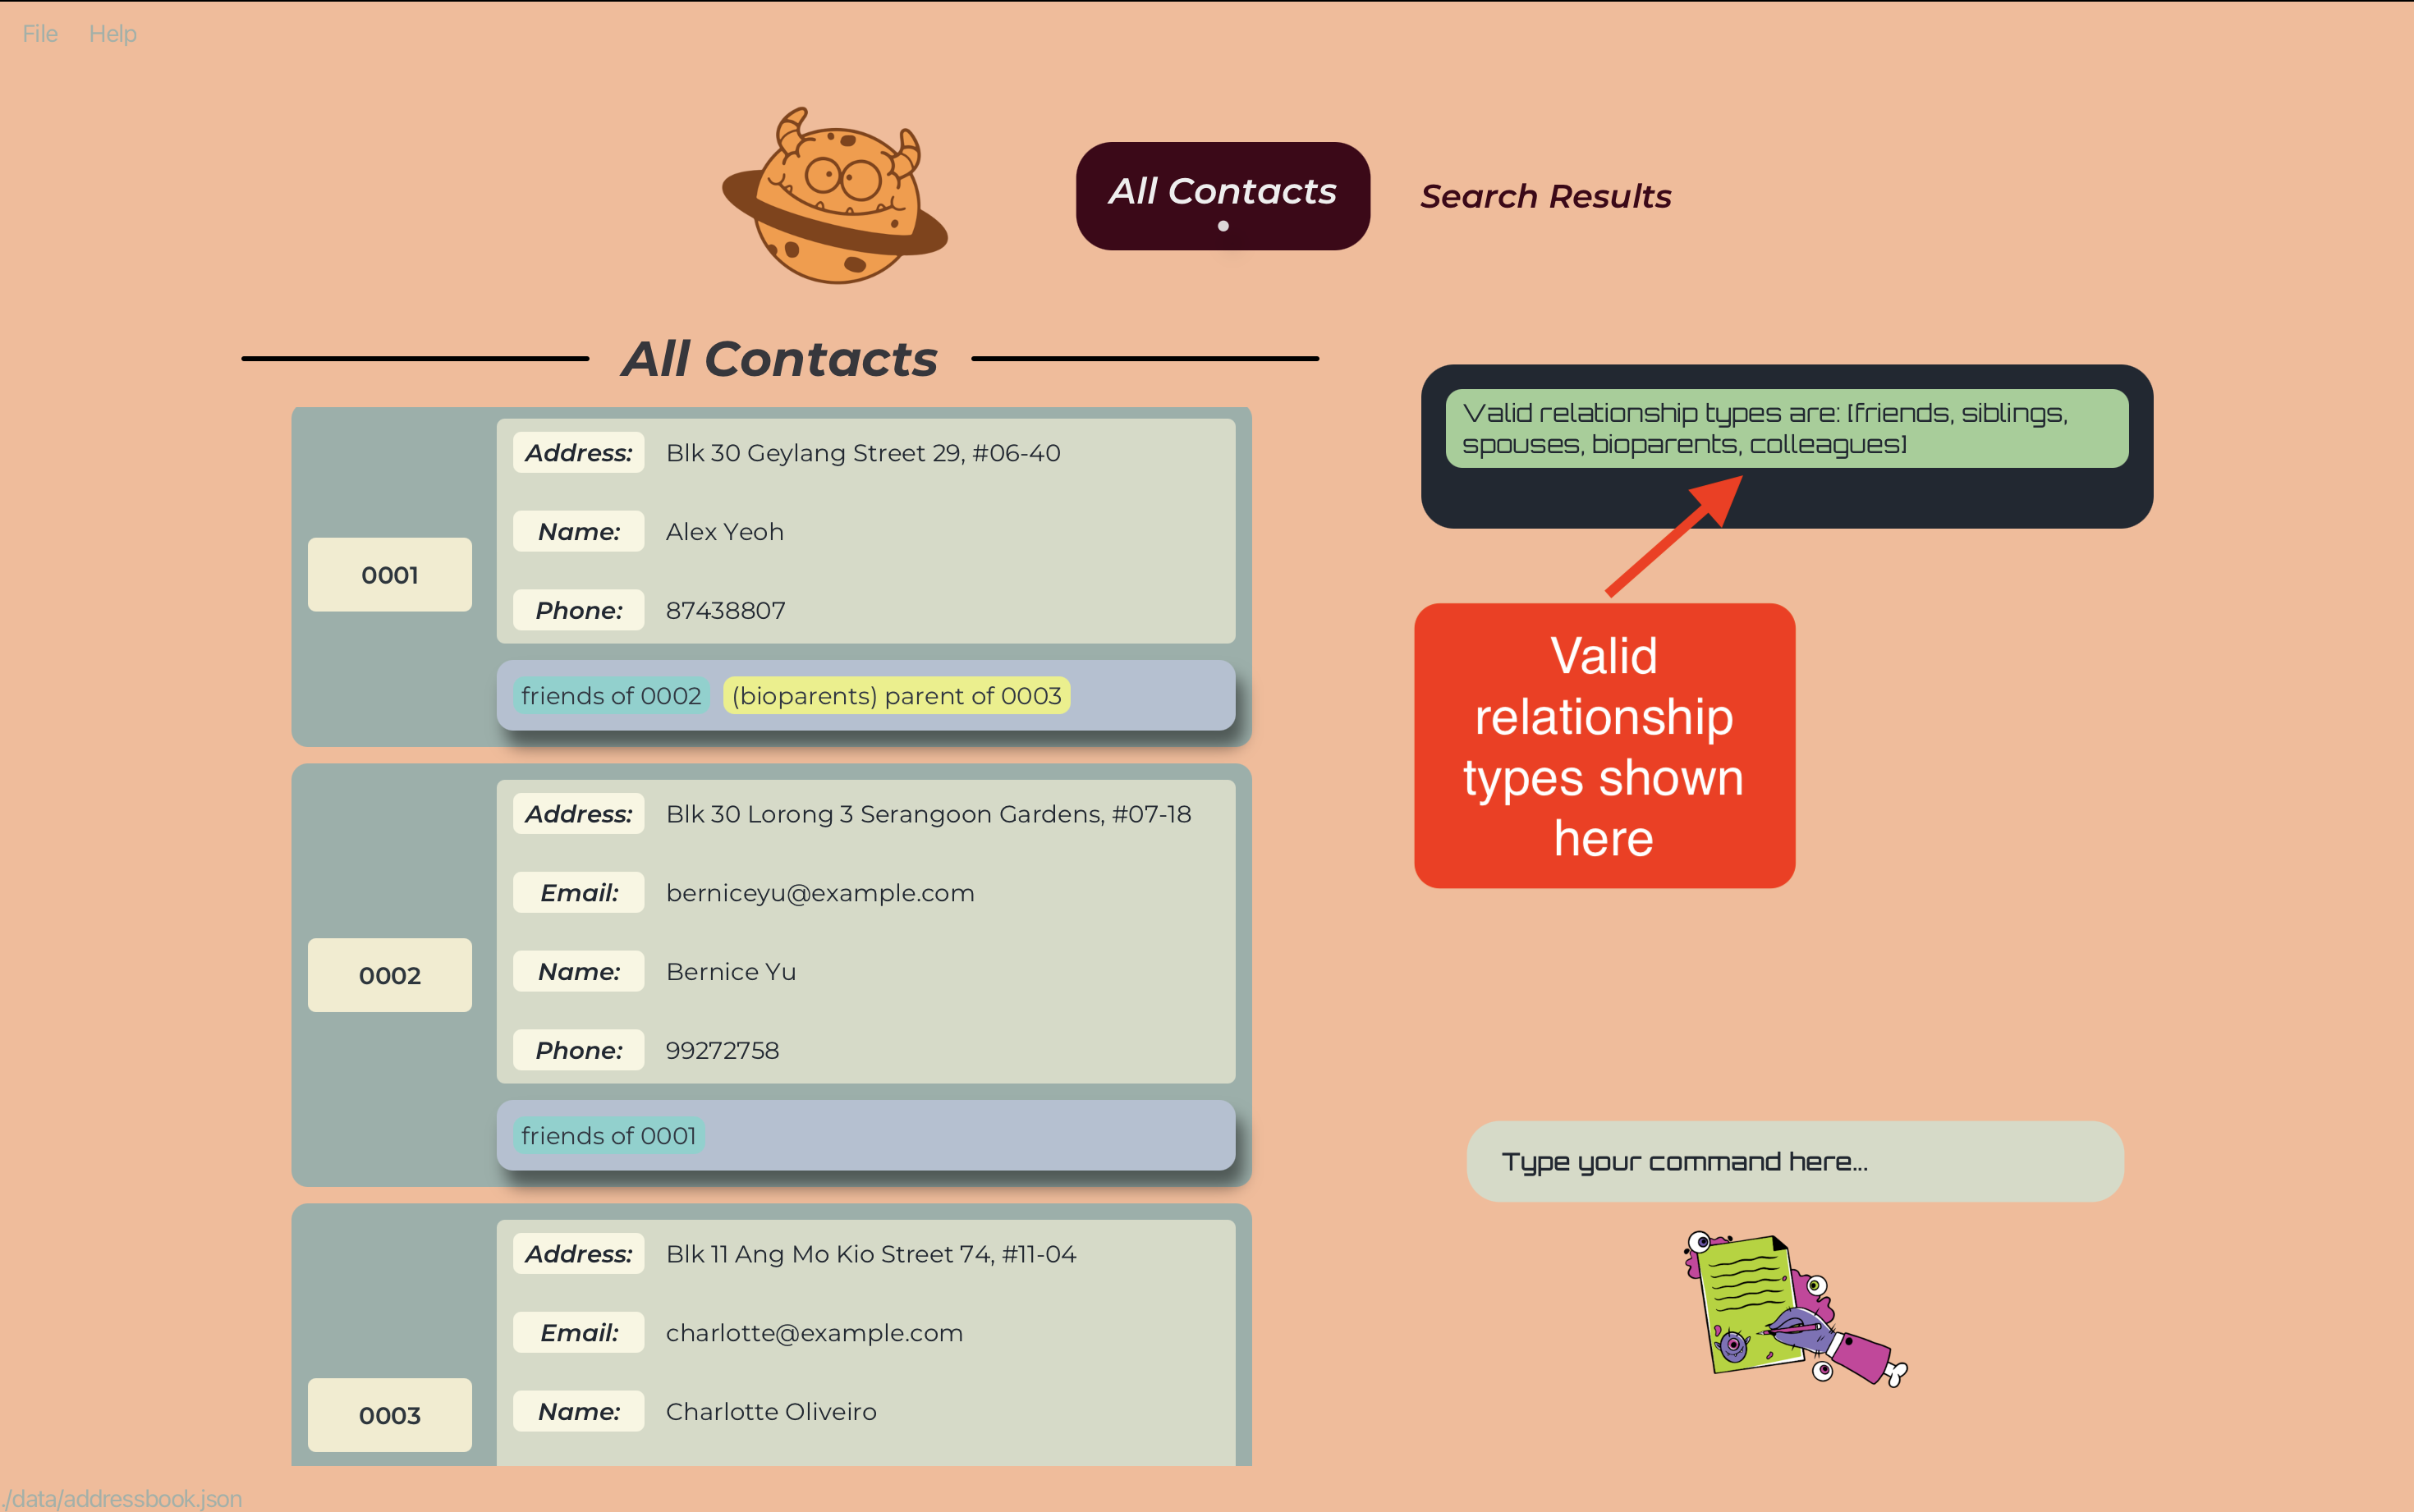 File Help
All Contacts
Search Results
All Contacts
Address: Blk 30 Geylang Street 29, #06-40
Name: Alex Yeoh
0001
Phone: 87438807
friends of 0002 (bioparents) parent of 0003
Address: Blk 30 Lorong 3 Serangoon Gardens, #07-18
Email: berniceyu@example.com
0002
Name: Bernice Yu
Phone: 99272758
friends of 0001
Address: Blk 11 Ang Mo Kio Street 74, #11-04
Email: charlotte@example.com
0003
Name: Charlotte Oliveiro
Valid relationship types are: [friends, siblings,
spouses, bioparents, colleagues]
Valid
relationship
types shown
here
Type your command here...
./data/addressbook.json